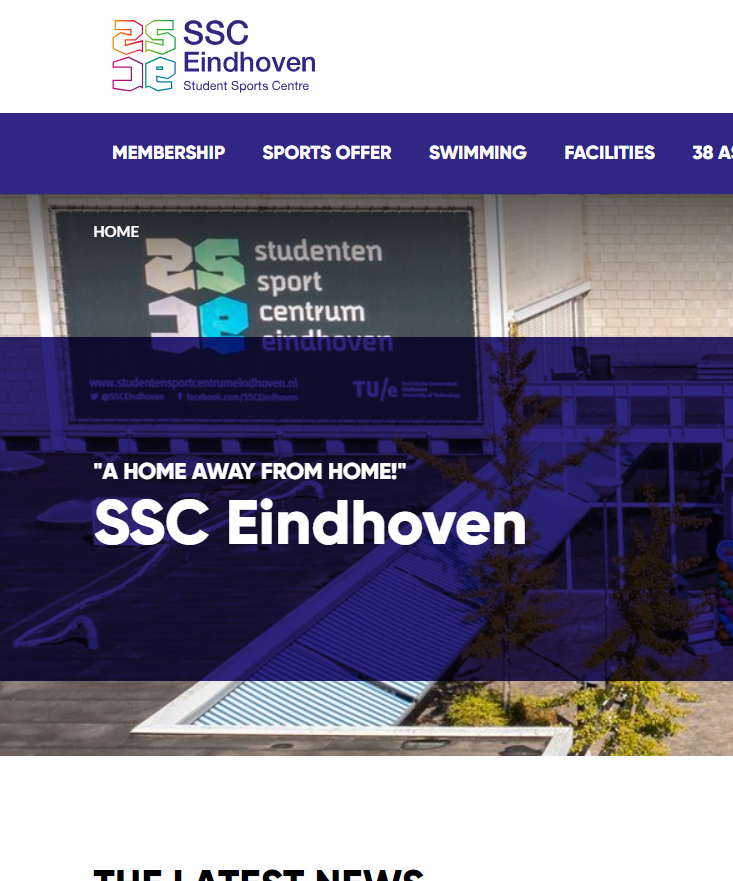 SSC
Eindhoven
Student Sports Centre
MEMBERSHIP SPORTS OFFER SWIMMING FACILITIES 38
HOME
studenten
sport
centrum
eindhoven
www.studentensportcentrumeindhoven.nl
@SSCEindhoven facebook.com/SSCEindhoven
TU/e
"A HOME AWAY FROM HOME!"
SSC Eindhoven
THE LATEST NEWS